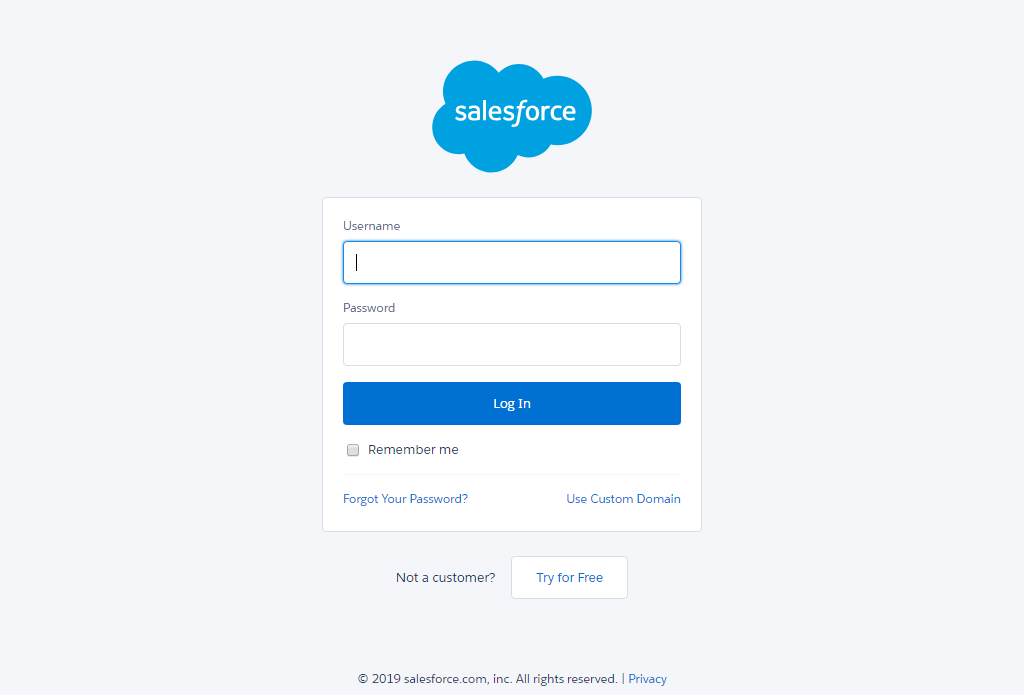 salesforce
Username
Password
Log In
Remember me
Forgot Your Password? Use Custom Domain
Not a customer? Try for Free
© 2019 salesforce.com, inc. All rights reserved. | Privacy